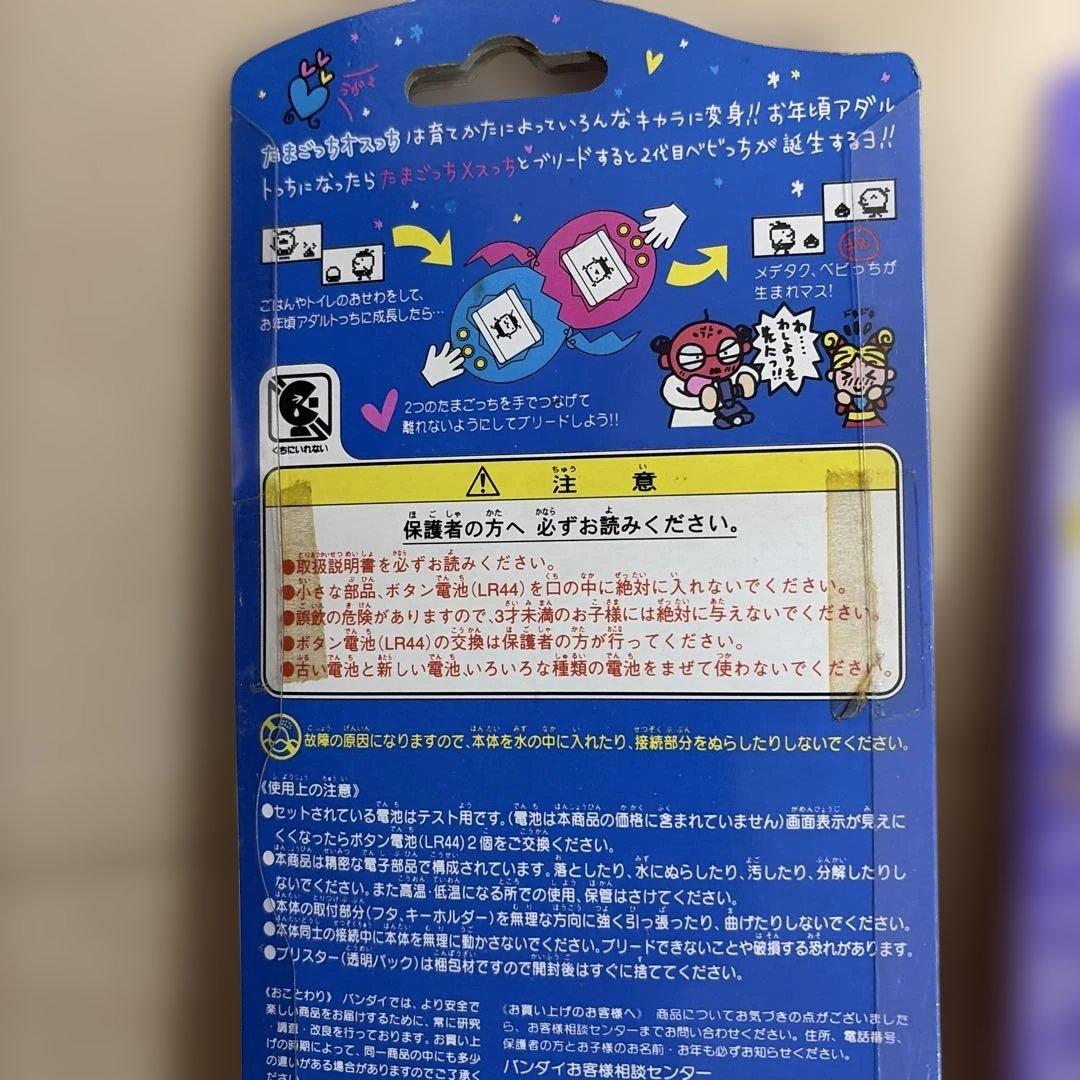 たまごっちオスっちは育てかたによっていろんなキャラに変身!! お年頃アダル
トっちになったらたまごっちメスっちとブリードすると2代目ベビっちが誕生するヨ!!
ごはんやトイレのおせわをして、
お年頃アダルトっちに成長したら…
メデタク、ベビっちが
生まれマス!
わ…
わしよりも
先にっ!!
ドキドキ
2つのたまごっちを手でつなげて
離れないようにしてブリードしよう!!
くちにいれない
注意
保護者の方へ 必ずお読みください。
●取扱説明書を必ずお読みください。
●小さな部品、ボタン電池(LR44)を口の中に絶対に入れないでください。
●誤飲の危険がありますので、3才未満のお子様には絶対に与えないでください。
●ボタン電池(LR44)の交換は保護者の方が行ってください。
●古い電池と新しい電池、いろいろな種類の電池をまぜて使わないでください。
故障の原因になりますので、本体を水の中に入れたり、接続部分をぬらしたりしないでください。
《使用上の注意》
●セットされている電池はテスト用です。(電池は本商品の価格に含まれていません)画面表示が見えに
くくなったらボタン電池(LR44)2個をご交換ください。
●本商品は精密な電子部品で構成されています。落としたり、水にぬらしたり、汚したり、分解したりし
ないでください。また高温・低温になる所での使用、保管はさけてください。
●本体の取付部分(フタ、キーホルダー)を無理な方向に強く引っ張ったり、曲げたりしないでください。
●本体同士の接続中に本体を無理に動かさないでください。ブリードできないことや破損する恐れがあります。
●ブリスター(透明パック)は梱包材ですので開封後はすぐに捨ててください。
《おことわり》 バンダイでは、より安全で
楽しい商品をお届けするために、常に研究
・調査・改良を行っております。お買い上
げの時期によって、同一商品の中にも多少
の違いがある場合がありますのでご了承く
ださい
《お買い上げのお客様へ》 商品についてお気づきの点がございました
ら、お客様相談センターまでお問い合わせください。住所、電話番号、
保護者の方とお子様のお名前・お年も必ずお知らせください。
バンダイお客様相談センター